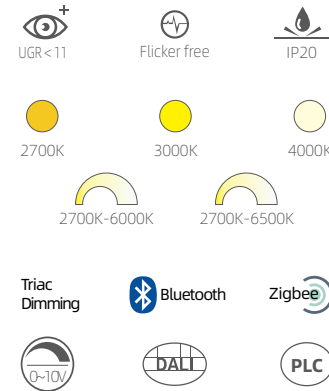 UGR<11 Flicker free IP20
2700K 3000K 4000K
2700K-6000K 2700K-6500K
Triac
Dimming
Bluetooth
Zigbee
0~10V DALI PLC